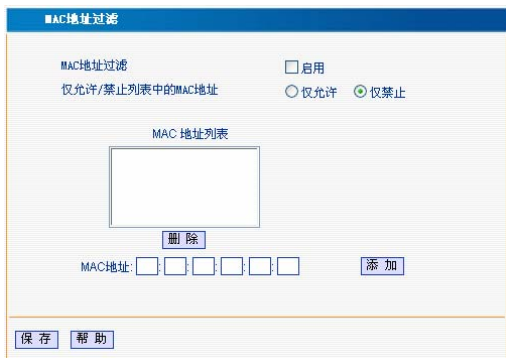 MAC地址过滤
MAC地址过滤 启用
仅允许/禁止列表中的MAC地址 仅允许 仅禁止
MAC 地址列表
删 除
MAC地址: : : : : : 添 加
保 存 帮 助